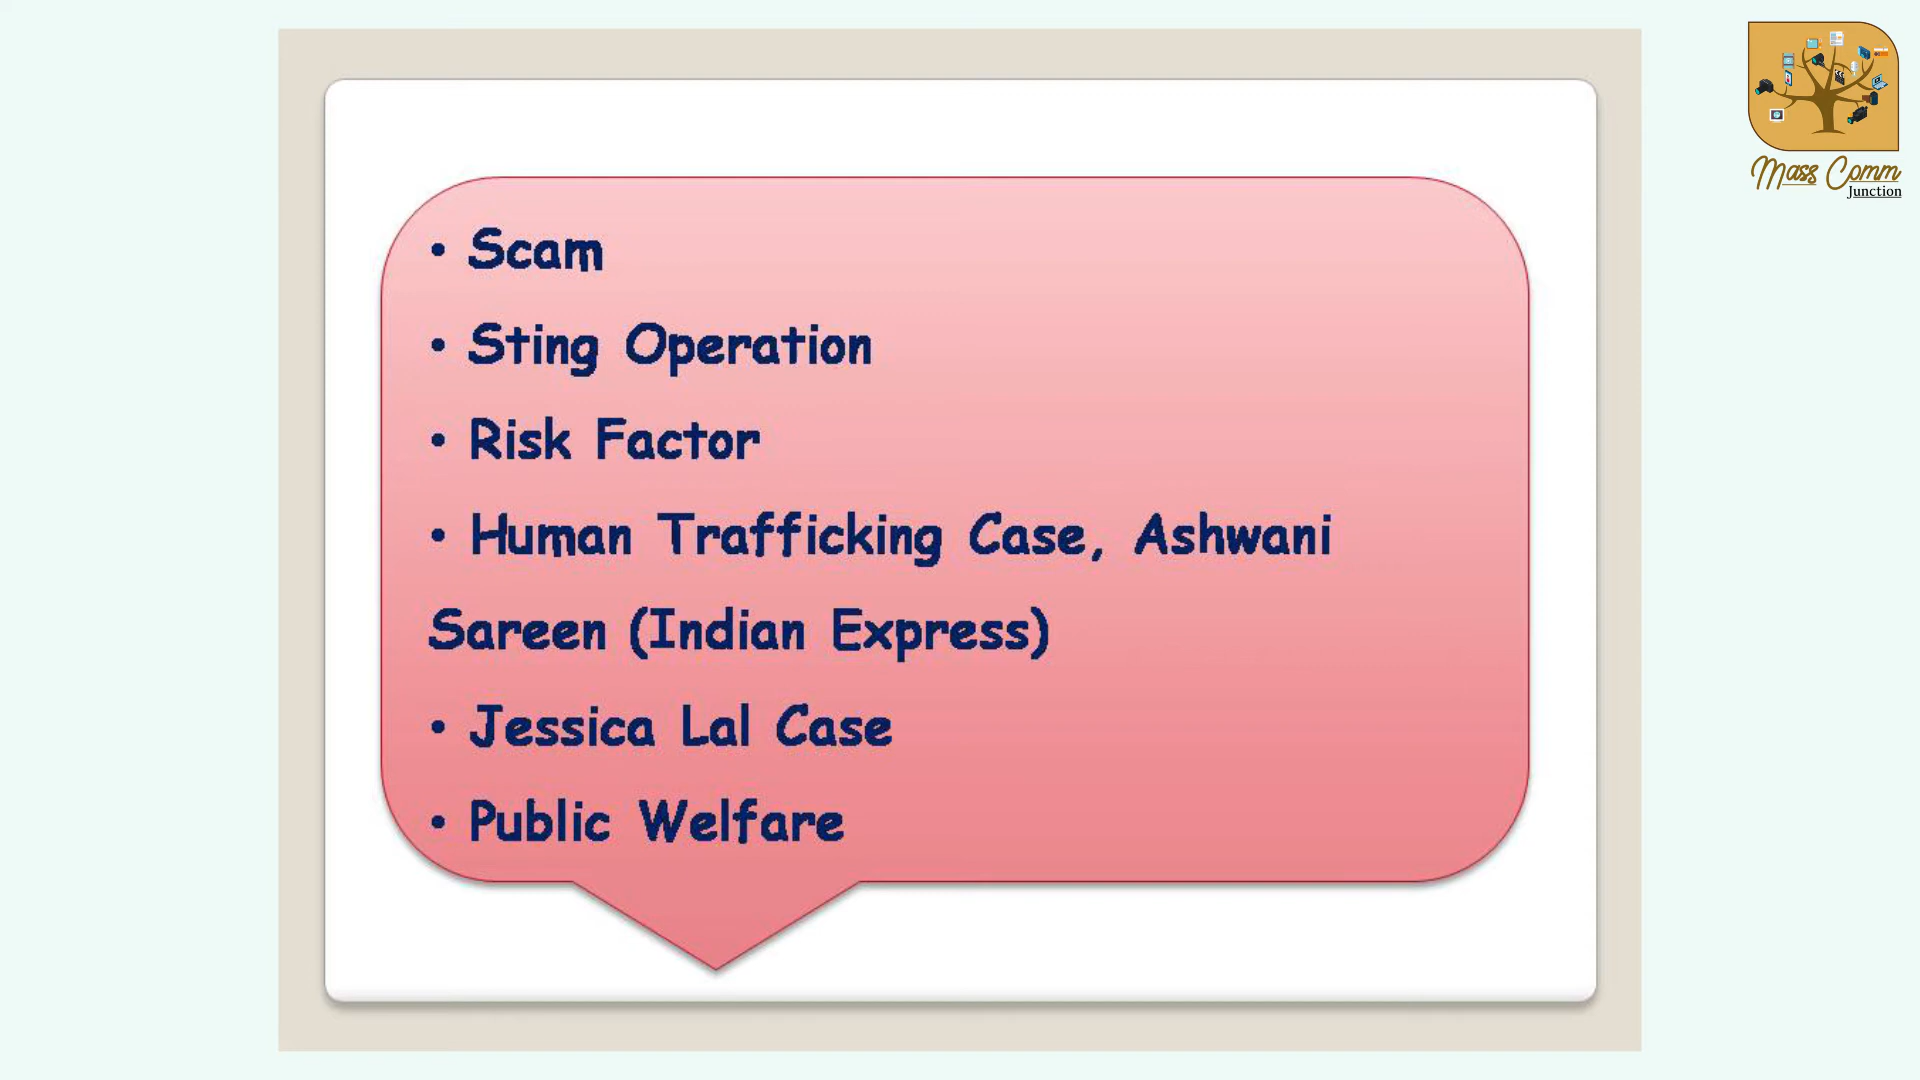 • Scam
• Sting Operation
• Risk Factor
• Human Trafficking Case, Ashwani
Sareen (Indian Express)
• Jessica Lal Case
• Public Welfare
Mass Comm
Junction